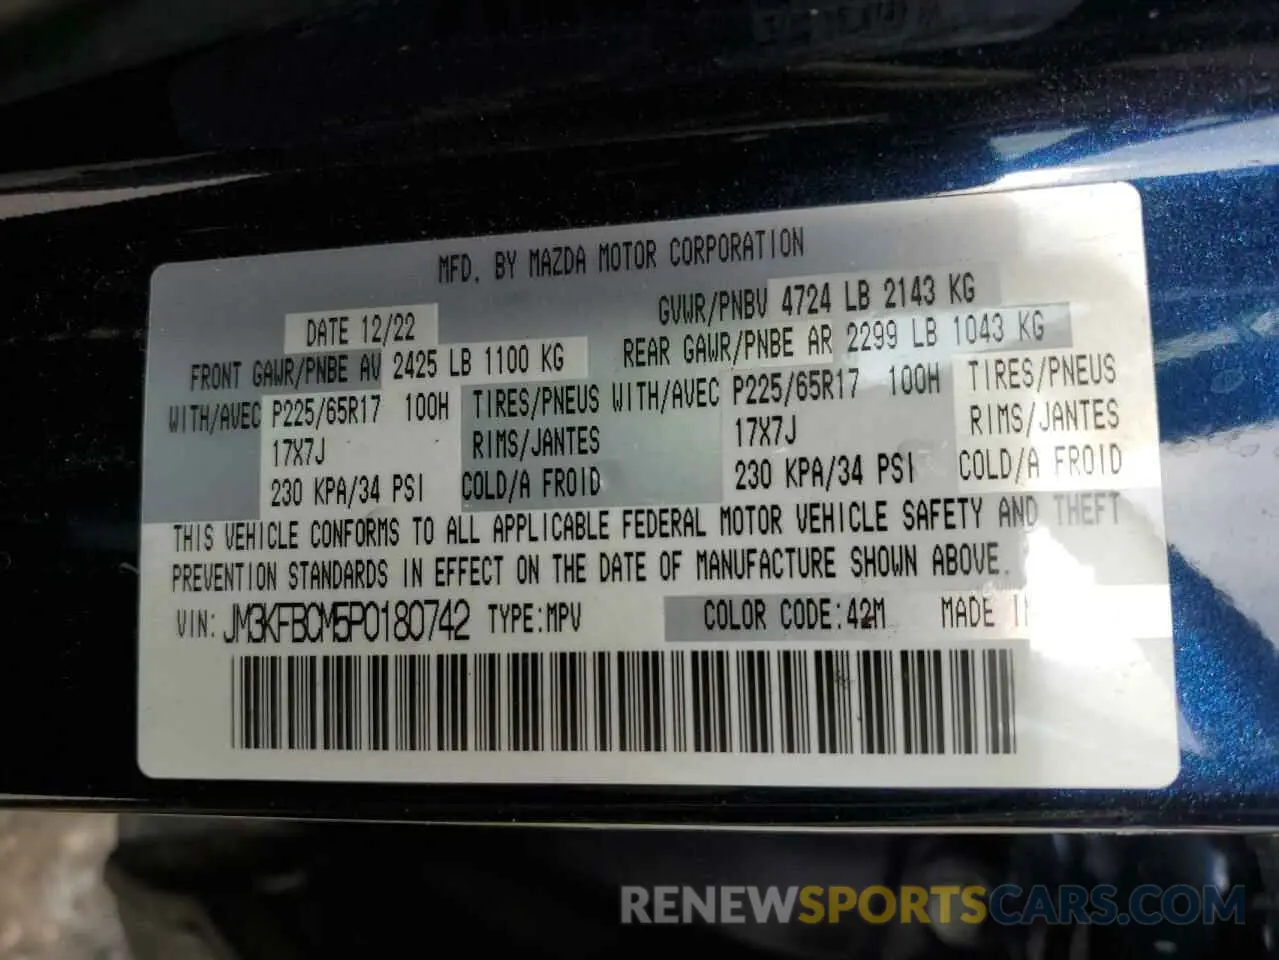 MFD. BY MAZDA MOTOR CORPORATION
DATE 12/22 GVWR/PNBV 4724 LB 2143 KG
FRONT GAWR/PNBE AV 2425 LB 1100 KG REAR GAWR/PNBE AR 2299 LB 1043 KG
WITH/AVEC P225/65R17 100H TIRES/PNEUS WITH/AVEC P225/65R17 100H TIRES/PNEUS
17X7J RIMS/JANTES 17X7J RIMS/JANTES
230 KPA/34 PSI COLD/A FROID 230 KPA/34 PSI COLD/A FROID
THIS VEHICLE CONFORMS TO ALL APPLICABLE FEDERAL MOTOR VEHICLE SAFETY AND THEFT
PREVENTION STANDARDS IN EFFECT ON THE DATE OF MANUFACTURE SHOWN ABOVE.
VIN: JM3KFBCM5P0180742 TYPE:MPV COLOR CODE:42M MADE
RENEWSPORTSCARS.COM